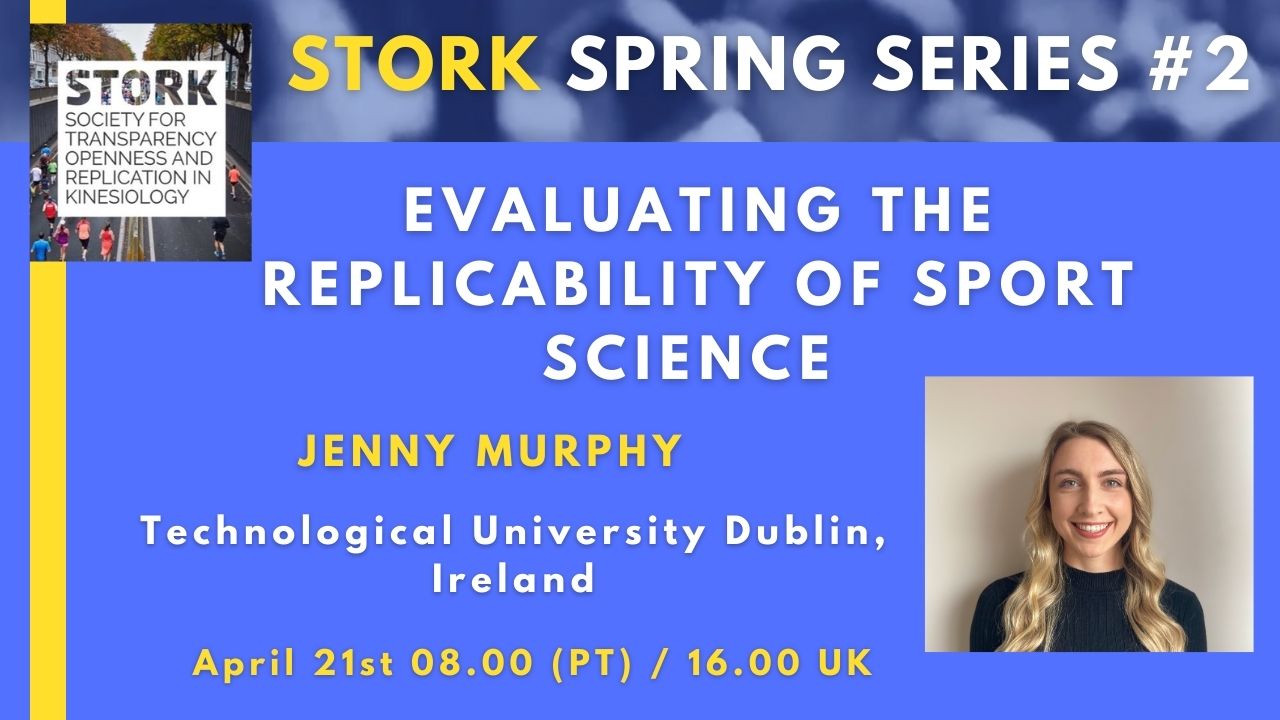 STORK SPRING SERIES #2
STORK
SOCIETY FOR
TRANSPARENCY
OPENNESS AND
REPLICATION IN
KINESIOLOGY
EVALUATING THE
REPLICABILITY OF SPORT
SCIENCE
JENNY MURPHY
Technological University Dublin,
Ireland
April 21st 08.00 (PT) / 16.00 UK